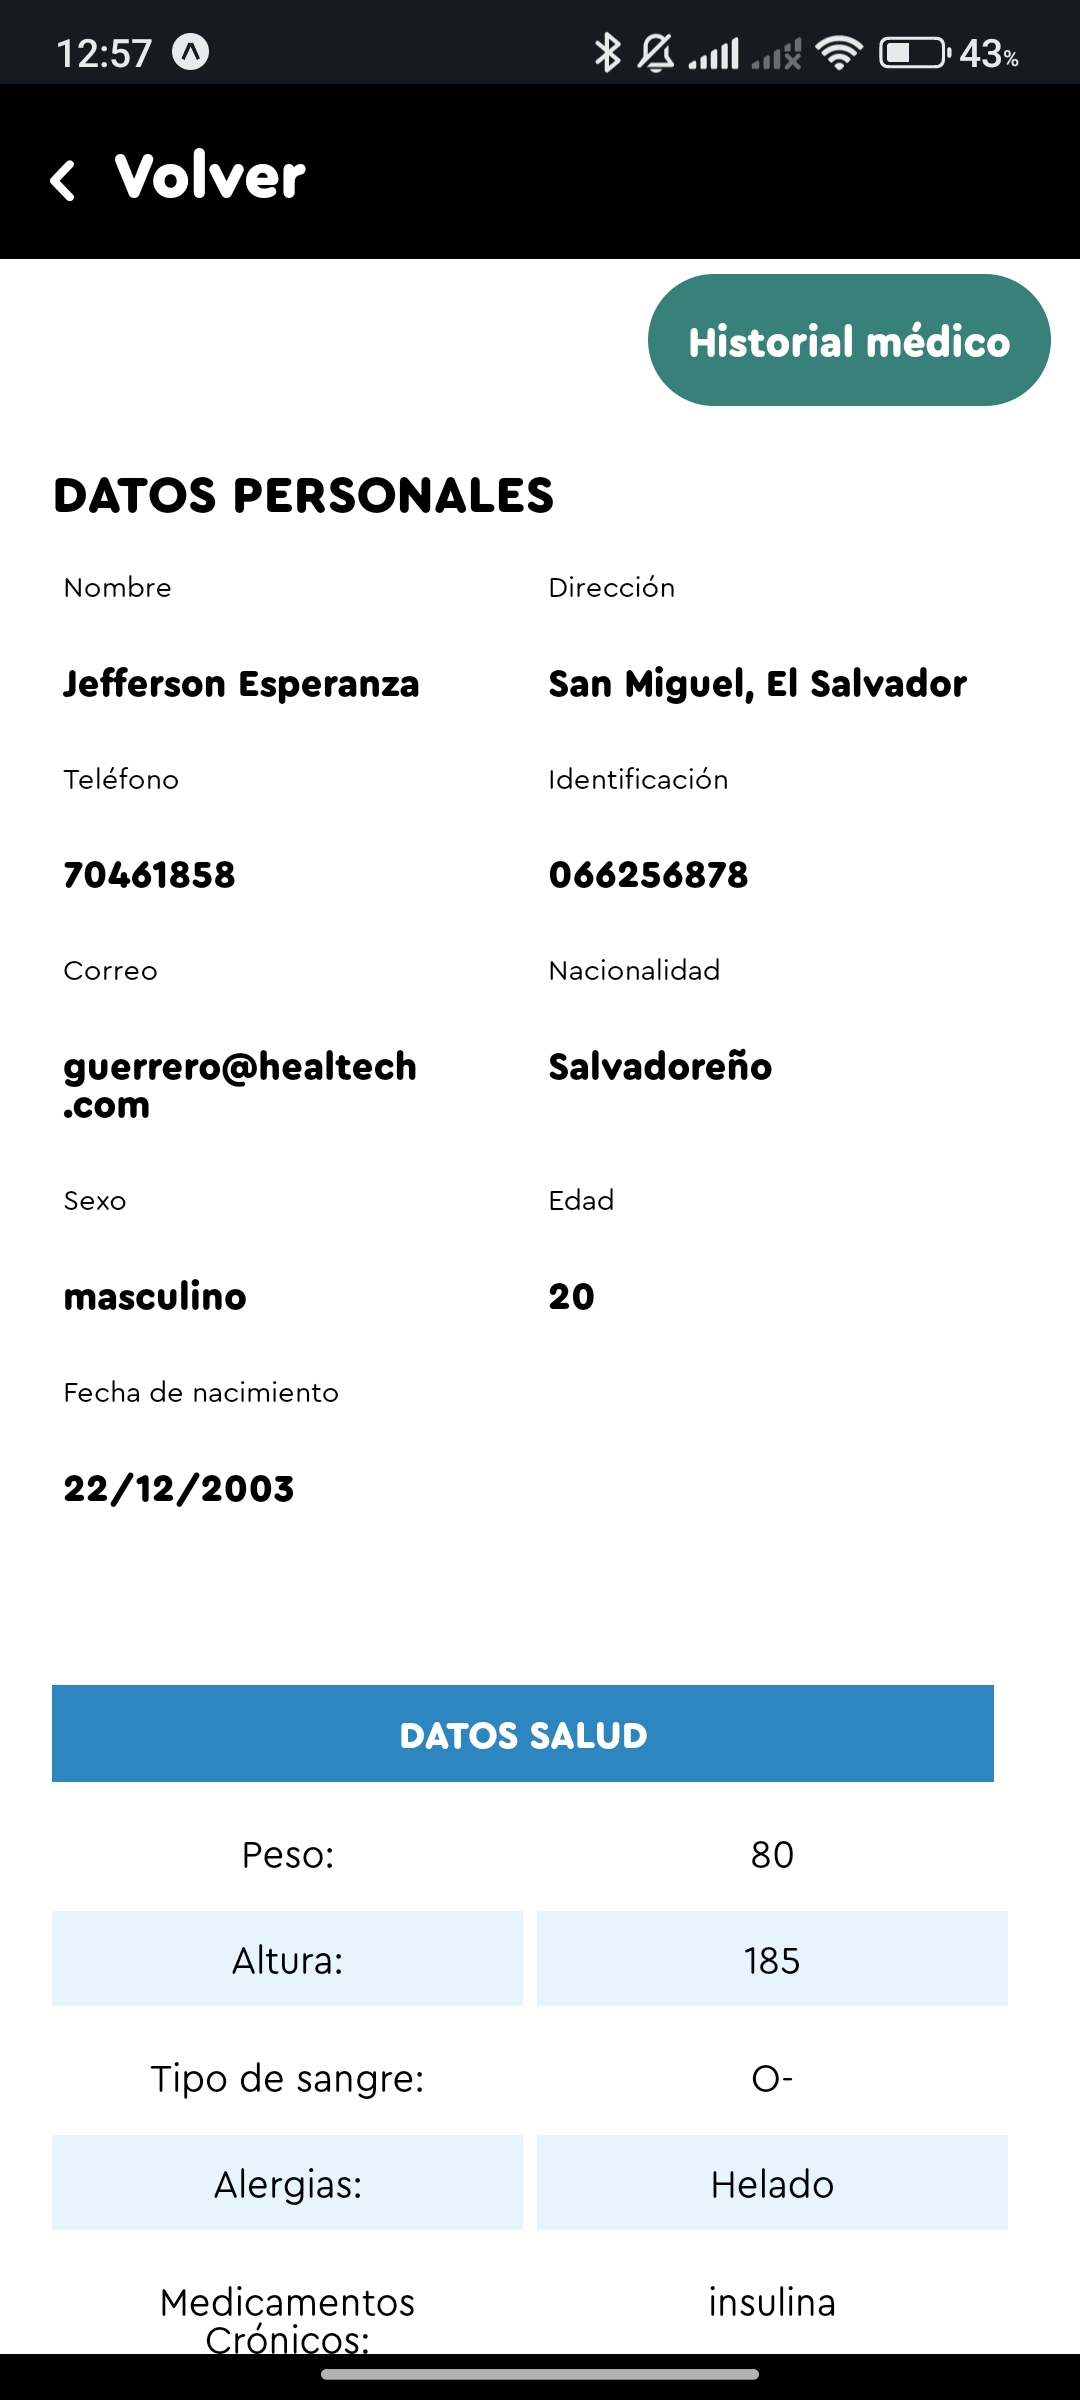 12:57
43%
Volver
Historial médico
DATOS PERSONALES
Nombre
Dirección
Jefferson Esperanza
San Miguel, El Salvador
Teléfono
Identificación
70461858
066256878
Correo
Nacionalidad
guerrero@healtech
.com
Salvadoreño
Sexo
Edad
masculino
20
Fecha de nacimiento
22/12/2003
DATOS SALUD
Peso:
80
Altura:
185
Tipo de sangre:
O-
Alergias:
Helado
Medicamentos
Crónicos:
insulina